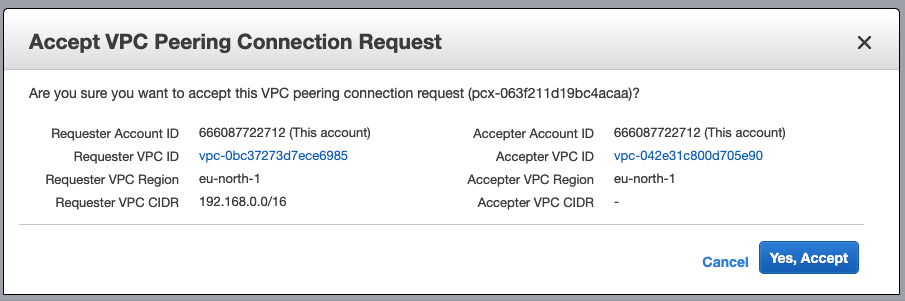 Accept VPC Peering Connection Request
Are you sure you want to accept this VPC peering connection request (pcx-063f211d19bc4acaa)?
Requester Account ID 666087722712 (This account) Accepter Account ID 666087722712 (This account)
Requester VPC ID vpc-0bc37273d7ece6985 Accepter VPC ID vpc-042e31c800d705e90
Requester VPC Region eu-north-1 Accepter VPC Region eu-north-1
Requester VPC CIDR 192.168.0.0/16 Accepter VPC CIDR -
Cancel Yes, Accept